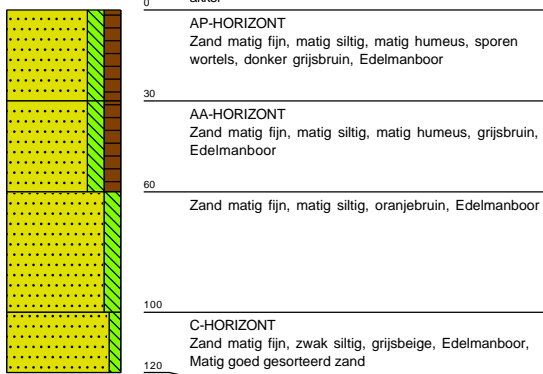 0
AP-HORIZONT
Zand matig fijn, matig siltig, matig humeus, sporen
wortels, donker grijsbruin, Edelmanboor
30
AA-HORIZONT
Zand matig fijn, matig siltig, matig humeus, grijsbruin,
Edelmanboor
60
Zand matig fijn, matig siltig, oranjebruin, Edelmanboor
100
C-HORIZONT
Zand matig fijn, zwak siltig, grijsbeige, Edelmanboor,
Matig goed gesorteerd zand
120